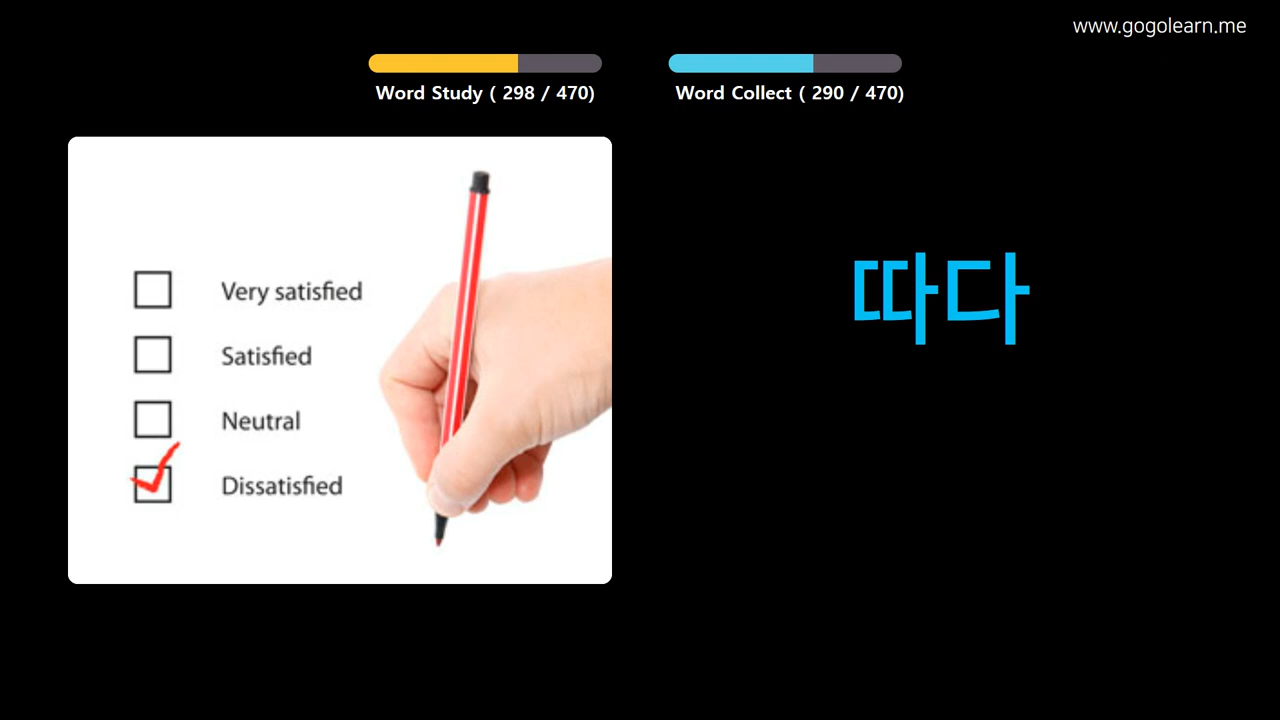 www.gogolearn.me
Word Study ( 298 / 470)
Word Collect ( 290 / 470)
Very satisfied
Satisfied
Neutral
Dissatisfied
따다